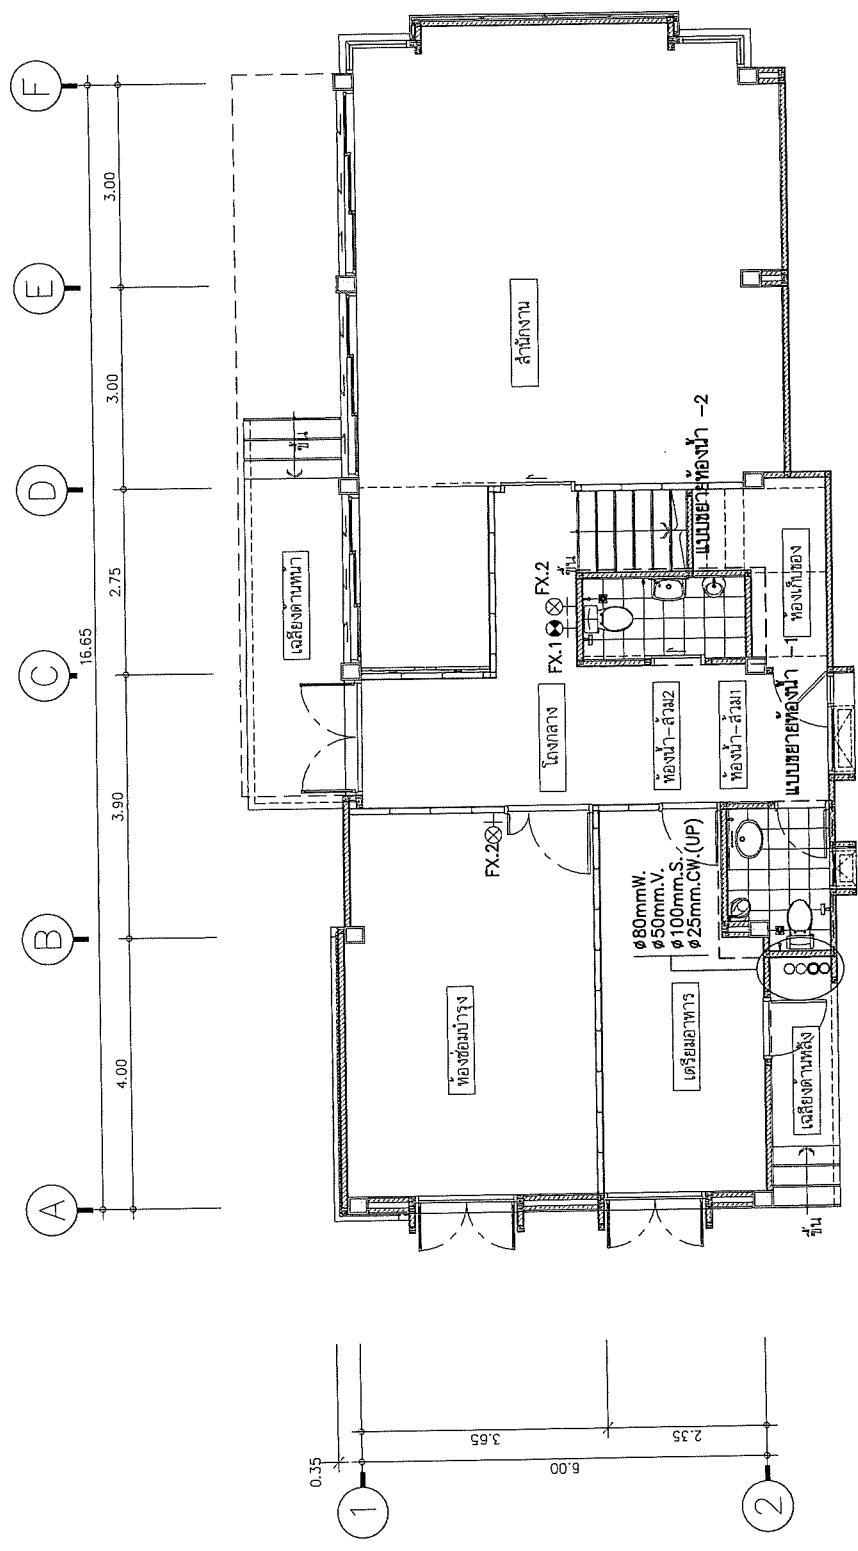 F
E
D
C
B
A
3.00
3.00
2.75
3.90
4.00
16.65
สำนักงาน
ขึ้น
เฉลียงด้านหน้า
แบบขยายห้องน้ำ -2
ห้องเก็บของ
ขึ้น
FX.2
FX.1
โถงกลาง
ห้องน้ำ-ส้วม2
ห้องน้ำ-ส้วม1
แบบขยายห้องน้ำ -1
FX.2
ø80mmW.
ø50mm.V.
ø100mm.S.
ø25mm.CW.(UP)
ห้องซ่อมบำรุง
เตรียมอาหาร
เฉลียงด้านหลัง
ขึ้น
0.35
3.65
2.35
6.00
1
2